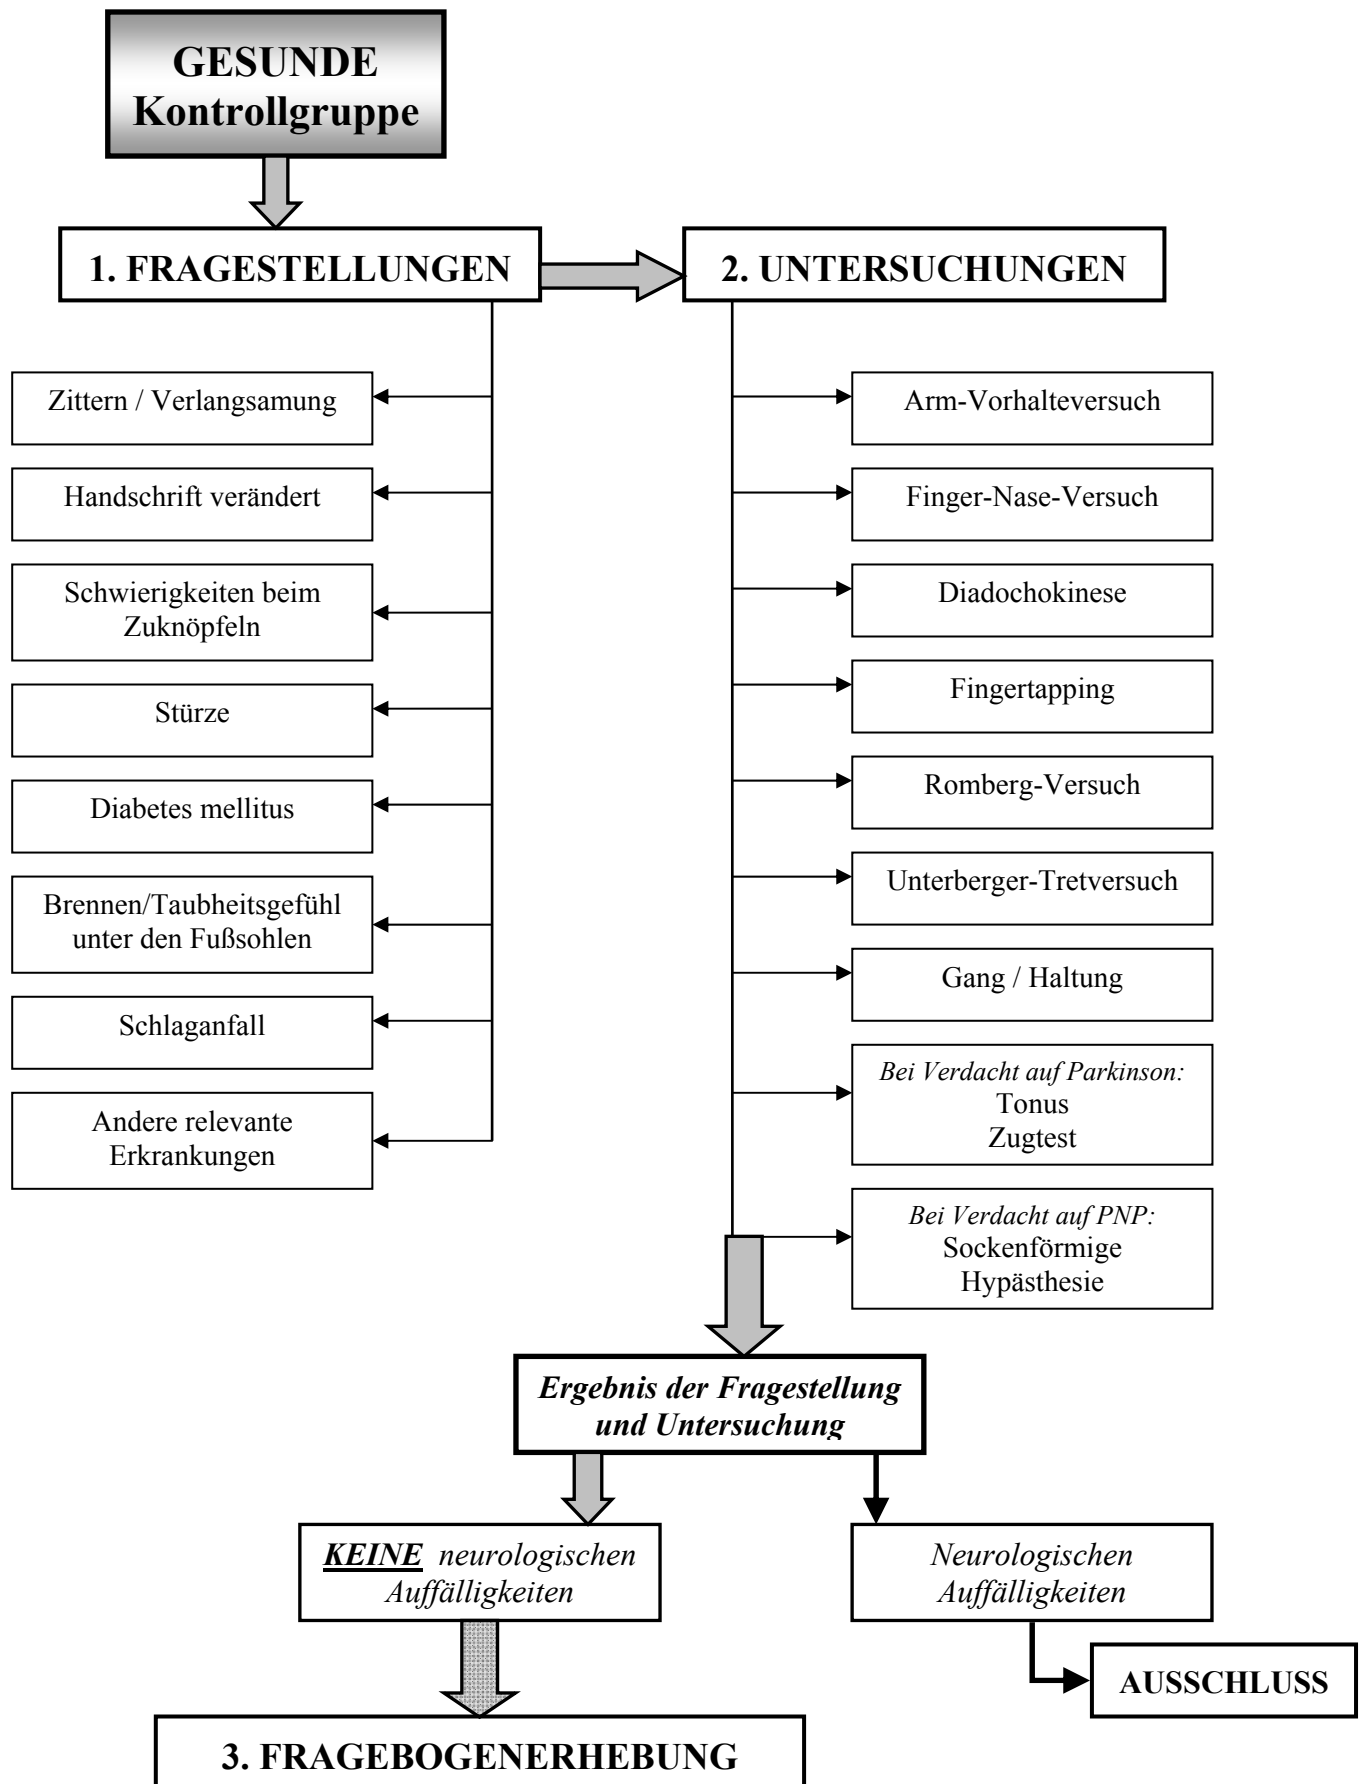 GESUNDE
Kontrollgruppe
1. FRAGESTELLUNGEN
2. UNTERSUCHUNGEN
Zittern / Verlangsamung
Handschrift verändert
Schwierigkeiten beim
Zuknöpfeln
Stürze
Diabetes mellitus
Brennen/Taubheitsgefühl
unter den Fußsohlen
Schlaganfall
Andere relevante
Erkrankungen
Arm-Vorhalteversuch
Finger-Nase-Versuch
Diadochokinese
Fingertapping
Romberg-Versuch
Unterberger-Tretversuch
Gang / Haltung
Bei Verdacht auf Parkinson:
Tonus
Zugtest
Bei Verdacht auf PNP:
Sockenförmige
Hypästhesie
Ergebnis der Fragestellung
und Untersuchung
KEINE neurologischen
Auffälligkeiten
Neurologischen
Auffälligkeiten
AUSSCHLUSS
3. FRAGEBOGENERHEBUNG